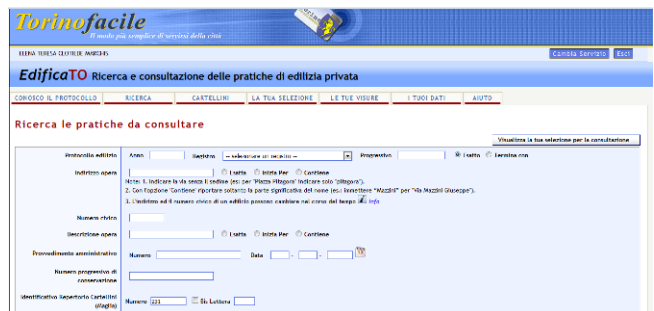 Torinofacile
Il modo più semplice di servirsi della città
ELENA TERESA CLOTILDE MARCHIS Cambia Servizio Esci
EdificaTO Ricerca e consultazione delle pratiche di edilizia privata
CONOSCO IL PROTOCOLLO RICERCA CARTELLINI LA TUA SELEZIONE LE TUE VISURE I TUOI DATI AIUTO
Ricerca le pratiche da consultare
Visualizza la tua selezione per la consultazione
Protocollo edilizio Anno Registro -- selezionare un registro -- Progressivo Esatto Termina con
Indirizzo opera Esatta Inizia Per Contiene
Note: 1. Indicare la via senza il sedime (es: per "Piazza Pitagora" indicare solo "pitagora").
2. Con l'opzione 'Contiene' riportare soltanto la parte significativa del nome (es.: immettere "Mazzini" per "Via Mazzini Giuseppe").
3. L'indirizzo ed il numero civico di un edificio possono cambiare nel corso del tempo info
Numero civico
Descrizione opera Esatta Inizia Per Contiene
Provvedimento amministrativo Numero Data - -
Numero progressivo di
conservazione
Identificativo Repertorio Cartellini
(Maglia) Numero 231 Bis Lettera